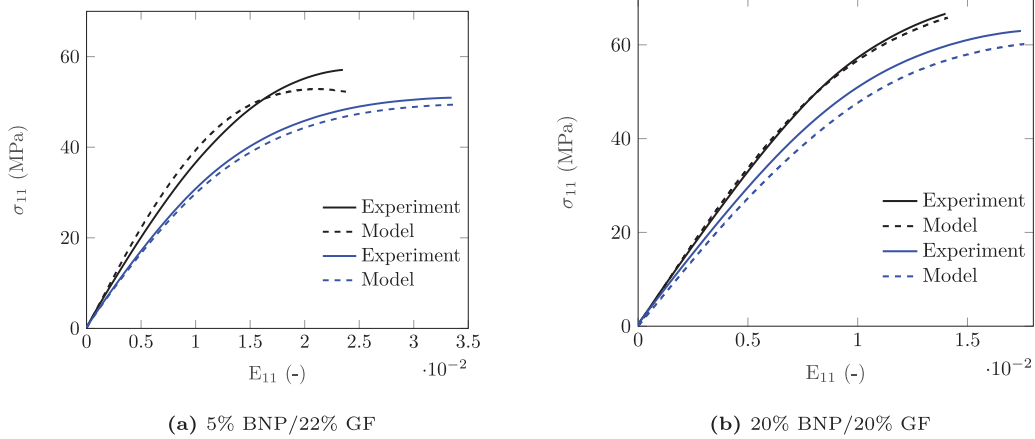 60
40
20
0
σ₁₁ (MPa)
Experiment
Model
Experiment
Model
0 0.5 1 1.5 2 2.5 3 3.5
·10⁻²
E₁₁ (-)
(a) 5% BNP/22% GF
60
40
20
0
σ₁₁ (MPa)
Experiment
Model
Experiment
Model
0 0.5 1 1.5
·10⁻²
E₁₁ (-)
(b) 20% BNP/20% GF